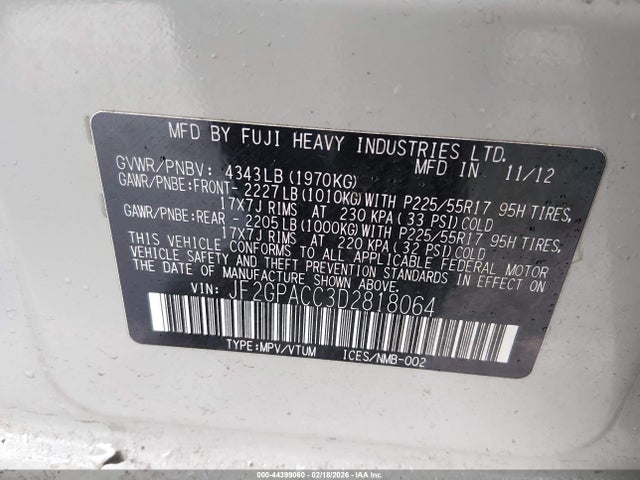 MFD BY FUJI HEAVY INDUSTRIES LTD.
MFD IN 11/12
GVWR/PNBV: 4343LB(1970KG)
GAWR/PNBE:FRONT- 2227LB(1010KG)WITH P225/55R17 95H TIRES,
17X7J RIMS AT 230 KPA(33 PSI)COLD
GAWR/PNBE:REAR - 2205LB(1000KG)WITH P225/55R17 95H TIRES,
17X7J RIMS AT 220 KPA(32 PSI)COLD
THIS VEHICLE CONFORMS TO ALL APPLICABLE FEDERAL MOTOR
VEHICLE SAFETY AND BUMPER STANDARDS IN EFFECT ON
THE DATE OF MANUFACTURE SHOWN ABOVE.
VIN: JF2GPACC3D2818064
TYPE:MPV/VTUM ICES/NMB-002
000-44399060 - 02/18/2026 - IAA Inc.